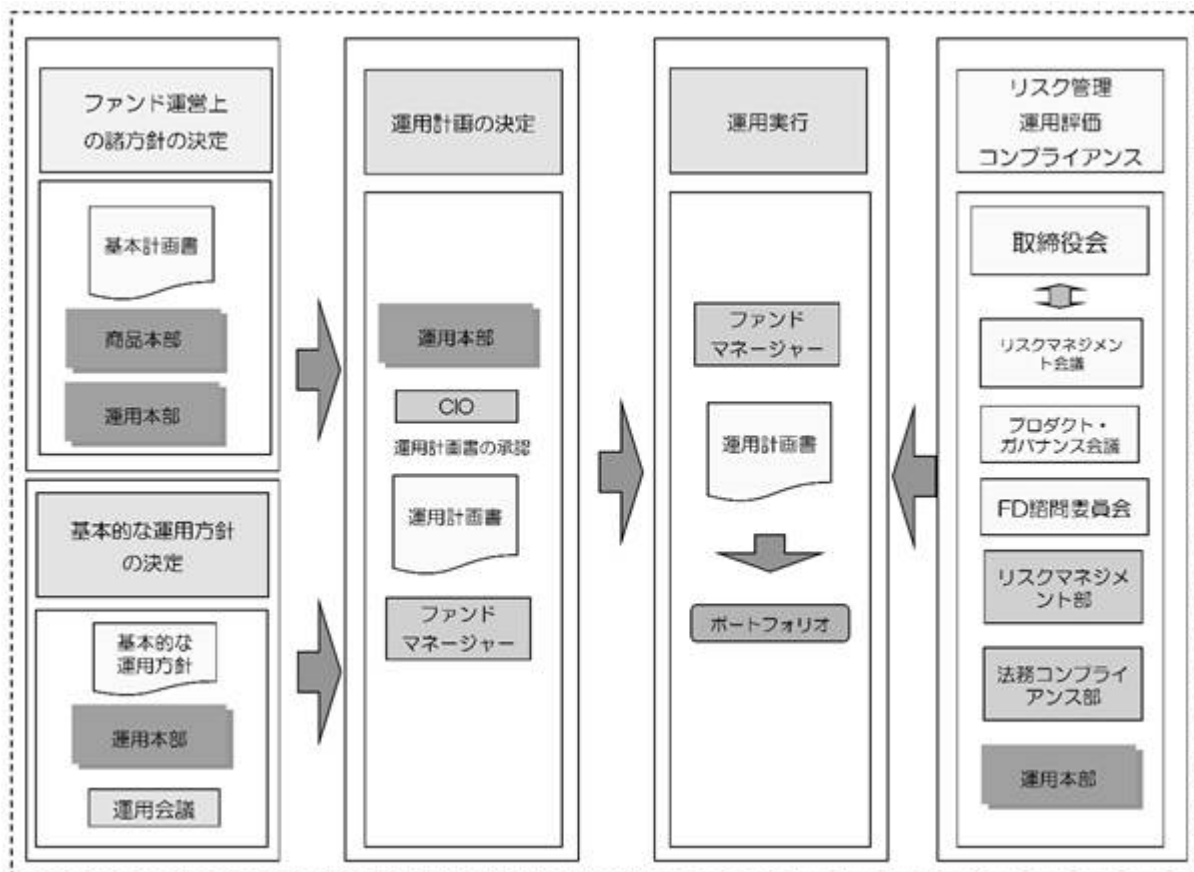 ファンド運営上
の諸方針の決定
基本計画書
商品本部
運用本部
基本的な運用方針
の決定
基本的な
運用方針
運用本部
運用会議
運用計画の決定
運用本部
CIO
運用計画書の承認
運用計画書
ファンド
マネージャー
運用実行
ファンド
マネージャー
運用計画書
ポートフォリオ
リスク管理
運用評価
コンプライアンス
取締役会
リスクマネジメン
ト会議
プロダクト・
ガバナンス会議
FD諮問委員会
リスクマネジメ
ント部
法務コンプライ
アンス部
運用本部